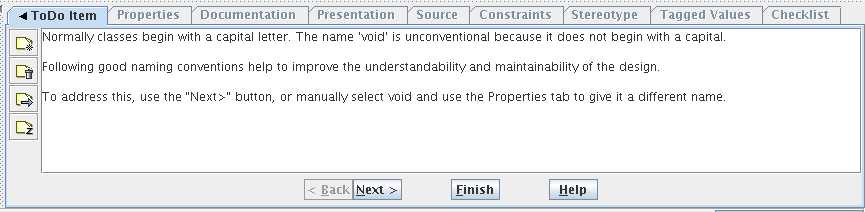 ◀ ToDo Item Properties Documentation Presentation Source Constraints Stereotype Tagged Values Checklist
Normally classes begin with a capital letter. The name 'void' is unconventional because it does not begin with a capital.
Following good naming conventions help to improve the understandability and maintainability of the design.
To address this, use the "Next>" button, or manually select void and use the Properties tab to give it a different name.
< Back Next > Finish Help